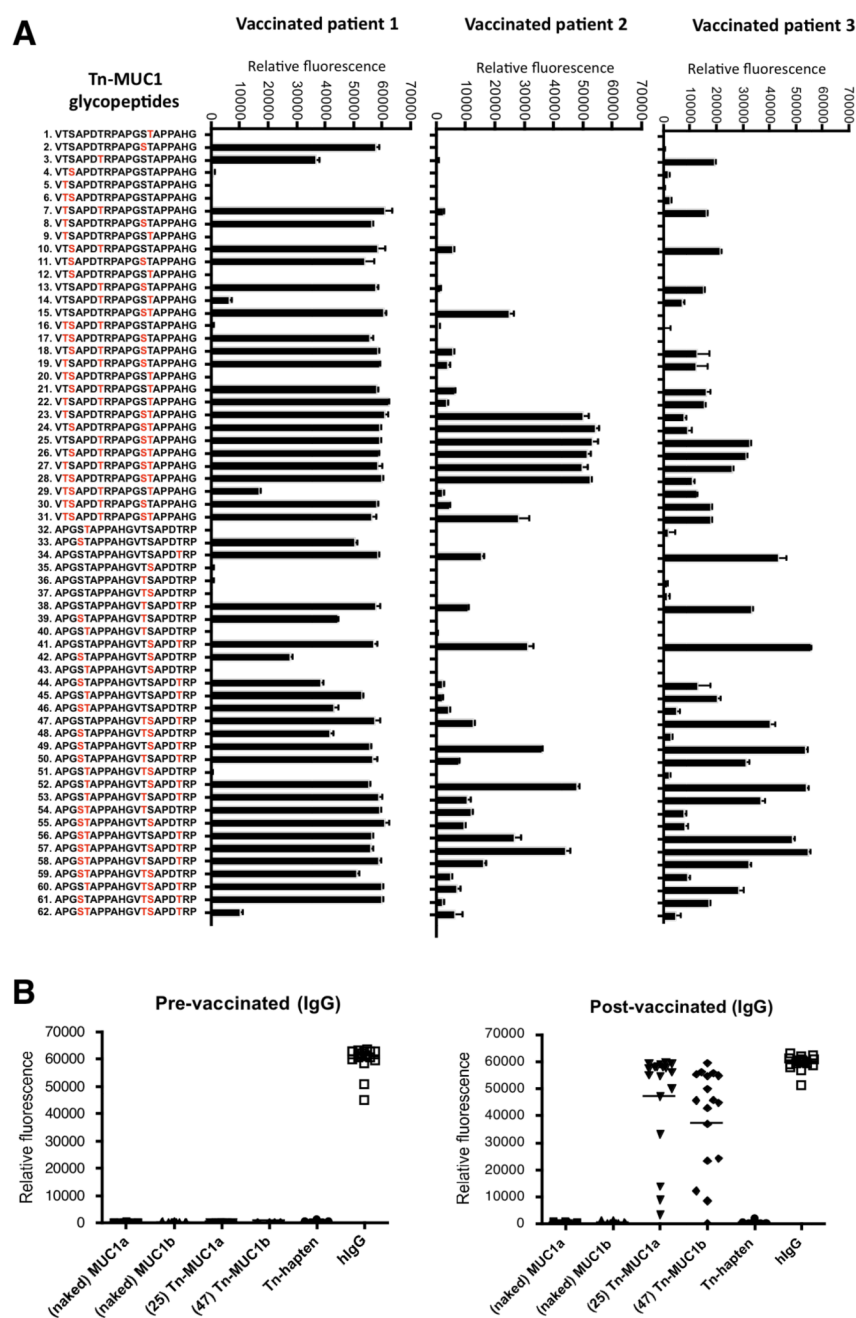 A
Vaccinated patient 1
Vaccinated patient 2
Vaccinated patient 3
Tn-MUC1
glycopeptides
Relative fluorescence
Relative fluorescence
Relative fluorescence
0
10000
20000
30000
40000
50000
60000
70000
0
10000
20000
30000
40000
50000
60000
70000
0
10000
20000
30000
40000
50000
60000
70000
1. VTSAPDTRPAPGSTAPPAHG
2. VTSAPDTRPAPGSTAPPAHG
3. VTSAPDTRPAPGSTAPPAHG
4. VTSAPDTRPAPGSTAPPAHG
5. VTSAPDTRPAPGSTAPPAHG
6. VTSAPDTRPAPGSTAPPAHG
7. VTSAPDTRPAPGSTAPPAHG
8. VTSAPDTRPAPGSTAPPAHG
9. VTSAPDTRPAPGSTAPPAHG
10. VTSAPDTRPAPGSTAPPAHG
11. VTSAPDTRPAPGSTAPPAHG
12. VTSAPDTRPAPGSTAPPAHG
13. VTSAPDTRPAPGSTAPPAHG
14. VTSAPDTRPAPGSTAPPAHG
15. VTSAPDTRPAPGSTAPPAHG
16. VTSAPDTRPAPGSTAPPAHG
17. VTSAPDTRPAPGSTAPPAHG
18. VTSAPDTRPAPGSTAPPAHG
19. VTSAPDTRPAPGSTAPPAHG
20. VTSAPDTRPAPGSTAPPAHG
21. VTSAPDTRPAPGSTAPPAHG
22. VTSAPDTRPAPGSTAPPAHG
23. VTSAPDTRPAPGSTAPPAHG
24. VTSAPDTRPAPGSTAPPAHG
25. VTSAPDTRPAPGSTAPPAHG
26. VTSAPDTRPAPGSTAPPAHG
27. VTSAPDTRPAPGSTAPPAHG
28. VTSAPDTRPAPGSTAPPAHG
29. VTSAPDTRPAPGSTAPPAHG
30. VTSAPDTRPAPGSTAPPAHG
31. VTSAPDTRPAPGSTAPPAHG
32. APGSTAPPAHGVTSAPDTRP
33. APGSTAPPAHGVTSAPDTRP
34. APGSTAPPAHGVTSAPDTRP
35. APGSTAPPAHGVTSAPDTRP
36. APGSTAPPAHGVTSAPDTRP
37. APGSTAPPAHGVTSAPDTRP
38. APGSTAPPAHGVTSAPDTRP
39. APGSTAPPAHGVTSAPDTRP
40. APGSTAPPAHGVTSAPDTRP
41. APGSTAPPAHGVTSAPDTRP
42. APGSTAPPAHGVTSAPDTRP
43. APGSTAPPAHGVTSAPDTRP
44. APGSTAPPAHGVTSAPDTRP
45. APGSTAPPAHGVTSAPDTRP
46. APGSTAPPAHGVTSAPDTRP
47. APGSTAPPAHGVTSAPDTRP
48. APGSTAPPAHGVTSAPDTRP
49. APGSTAPPAHGVTSAPDTRP
50. APGSTAPPAHGVTSAPDTRP
51. APGSTAPPAHGVTSAPDTRP
52. APGSTAPPAHGVTSAPDTRP
53. APGSTAPPAHGVTSAPDTRP
54. APGSTAPPAHGVTSAPDTRP
55. APGSTAPPAHGVTSAPDTRP
56. APGSTAPPAHGVTSAPDTRP
57. APGSTAPPAHGVTSAPDTRP
58. APGSTAPPAHGVTSAPDTRP
59. APGSTAPPAHGVTSAPDTRP
60. APGSTAPPAHGVTSAPDTRP
61. APGSTAPPAHGVTSAPDTRP
62. APGSTAPPAHGVTSAPDTRP
B
Pre-vaccinated (IgG)
Relative fluorescence
70000
60000
50000
40000
30000
20000
10000
0
(naked) MUC1a
(naked) MUC1b
(25) Tn-MUC1a
(47) Tn-MUC1b
Tn-hapten
hIgG
Post-vaccinated (IgG)
Relative fluorescence
70000
60000
50000
40000
30000
20000
10000
0
(naked) MUC1a
(naked) MUC1b
(25) Tn-MUC1a
(47) Tn-MUC1b
Tn-hapten
hIgG